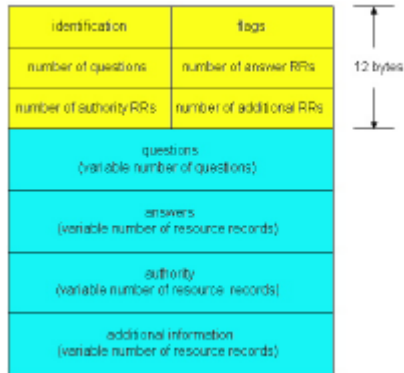 identification
flags
number of questions
number of answer RRs
12 bytes
number of authority RRs
number of additional RRs
questions
(variable number of questions)
answers
(variable number of resource records)
authority
(variable number of resource records)
additional information
(variable number of resource records)